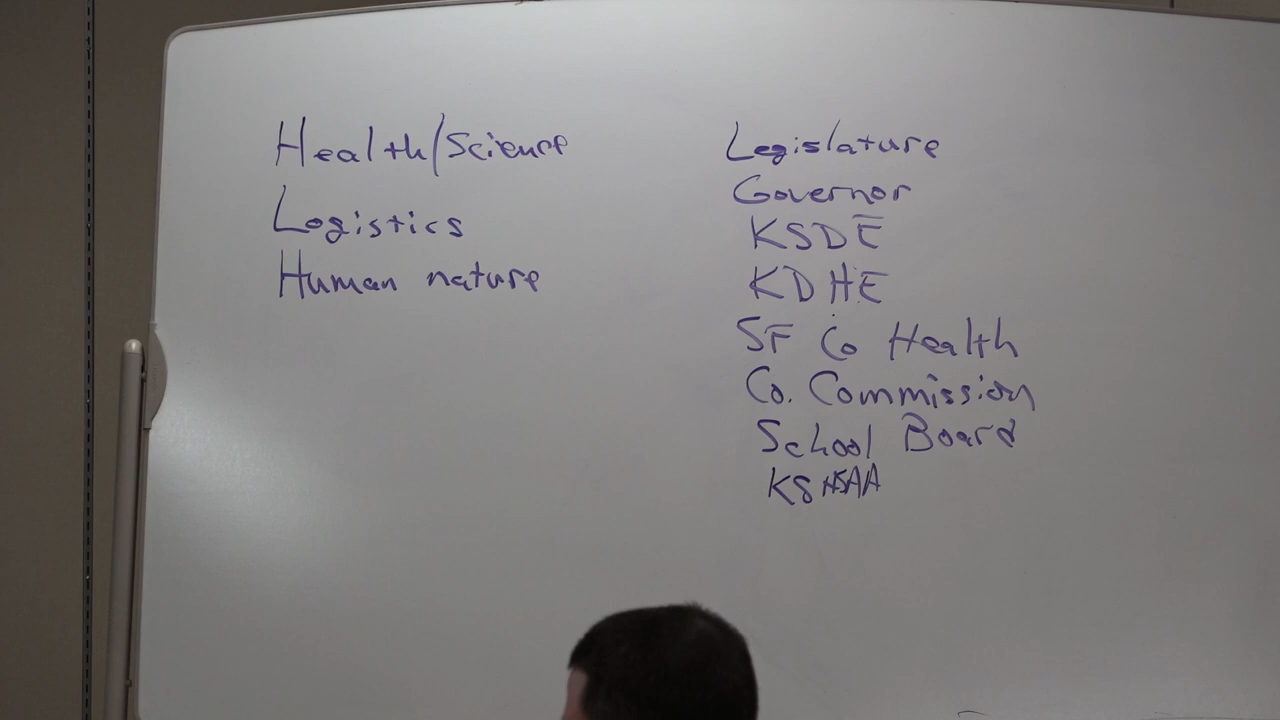 Health/Science
Logistics
Human nature
Legislature
Governor
KSDE
KDHE
SF Co Health
Co. Commission
School Board
KSHSAA